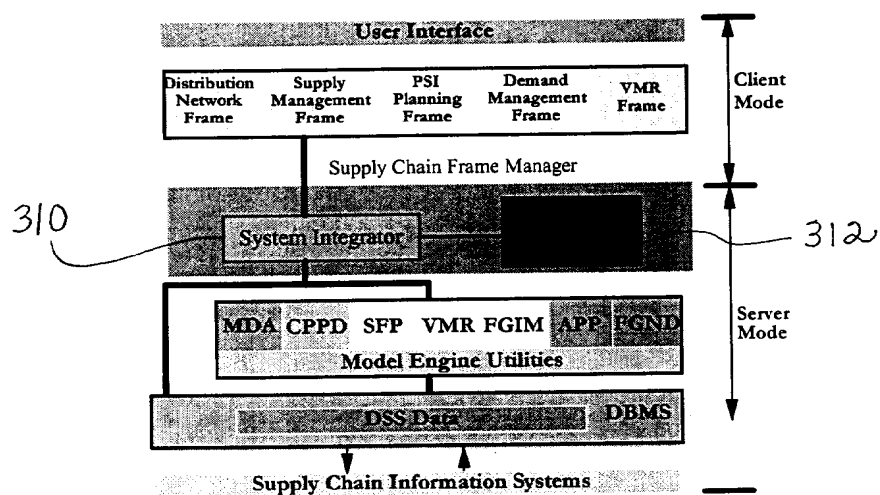 User Interface
Distribution Network Frame
Supply Management Frame
PSI Planning Frame
Demand Management Frame
VMR Frame
Client Mode
Supply Chain Frame Manager
310
System Integrator
312
MDA CPPD SFP VMR FGIM APP FGND
Model Engine Utilities
Server Mode
DSS Data
DBMS
Supply Chain Information Systems